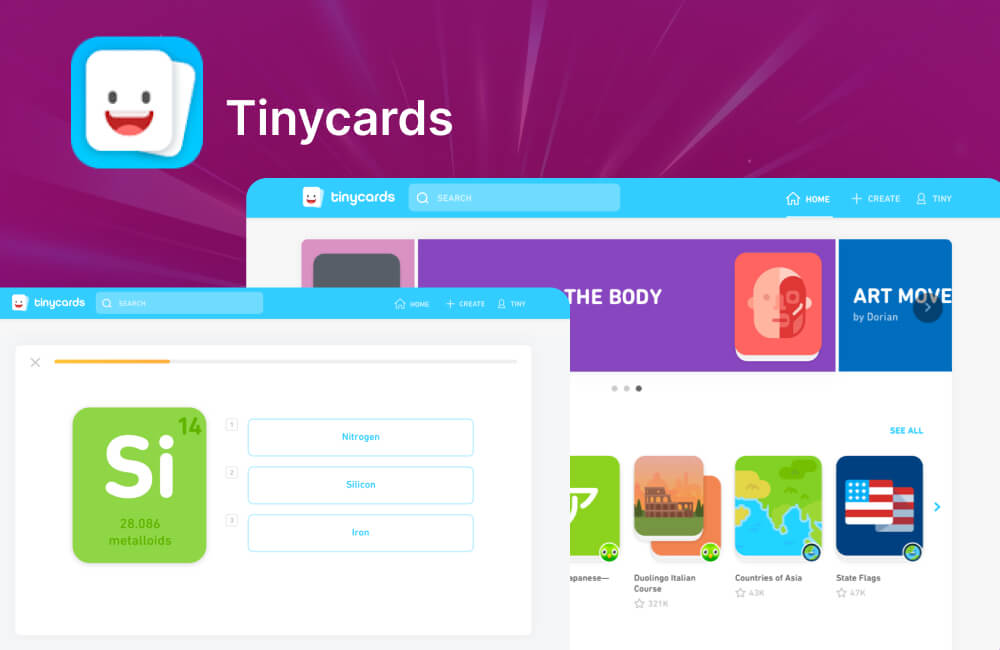 Tinycards
tinycards
SEARCH
HOME
CREATE
TINY
THE BODY
ART MOVE
by Dorian
SEE ALL
apanese—
Duolingo Italian
Course
321K
Countries of Asia
43K
State Flags
47K
tinycards
SEARCH
HOME
CREATE
TINY
14
Si
28.086
metalloids
1
Nitrogen
2
Silicon
3
Iron